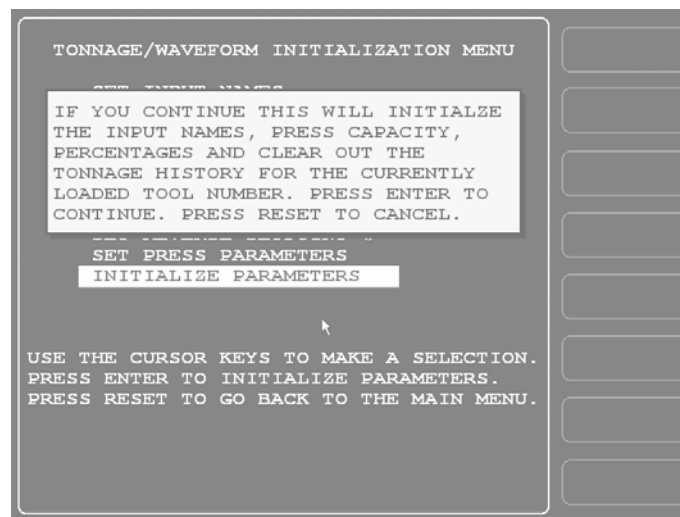 TONNAGE/WAVEFORM INITIALIZATION MENU
IF YOU CONTINUE THIS WILL INITIALZE
THE INPUT NAMES, PRESS CAPACITY,
PERCENTAGES AND CLEAR OUT THE
TONNAGE HISTORY FOR THE CURRENTLY
LOADED TOOL NUMBER. PRESS ENTER TO
CONTINUE. PRESS RESET TO CANCEL.
SET PRESS PARAMETERS
INITIALIZE PARAMETERS
USE THE CURSOR KEYS TO MAKE A SELECTION.
PRESS ENTER TO INITIALIZE PARAMETERS.
PRESS RESET TO GO BACK TO THE MAIN MENU.